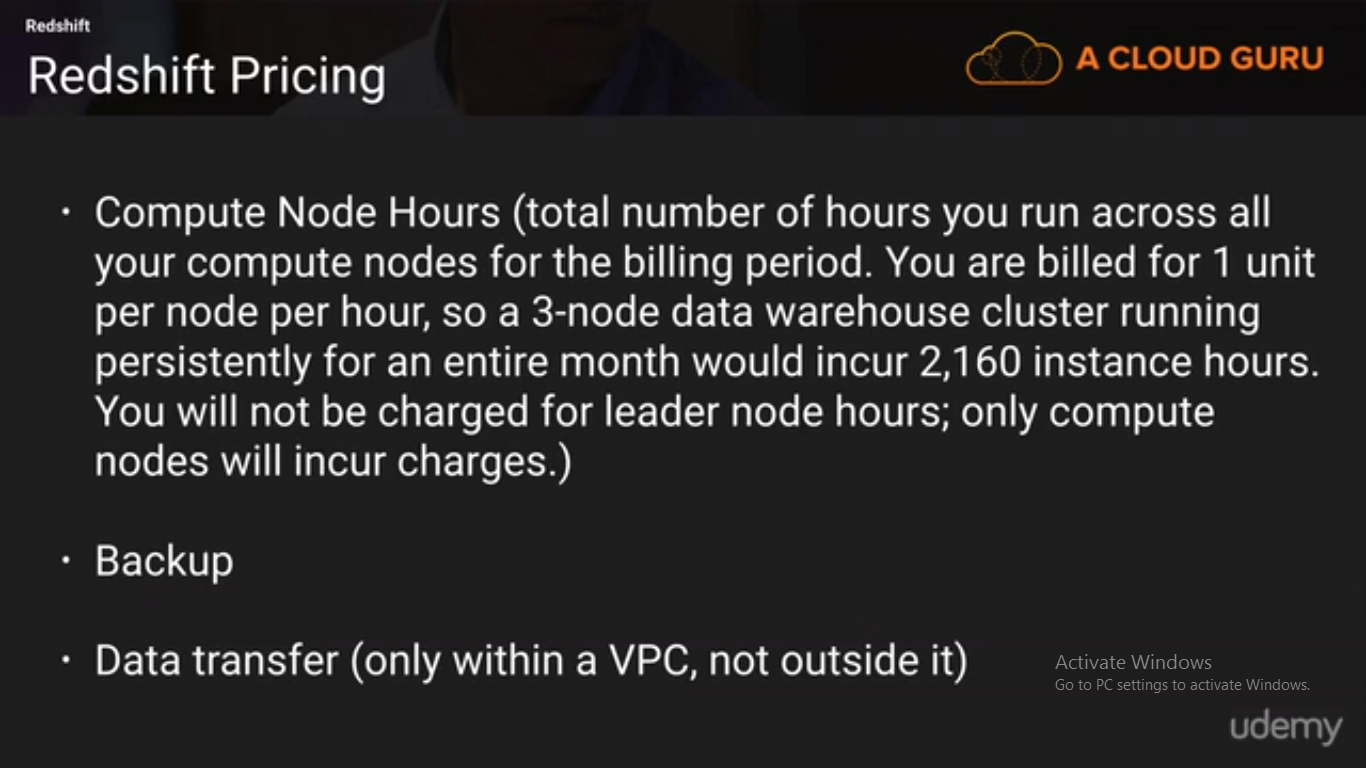 Redshift
Redshift Pricing
A CLOUD GURU
• Compute Node Hours (total number of hours you run across all
your compute nodes for the billing period. You are billed for 1 unit
per node per hour, so a 3-node data warehouse cluster running
persistently for an entire month would incur 2,160 instance hours.
You will not be charged for leader node hours; only compute
nodes will incur charges.)
• Backup
• Data transfer (only within a VPC, not outside it)
Activate Windows
Go to PC settings to activate Windows.
udemy